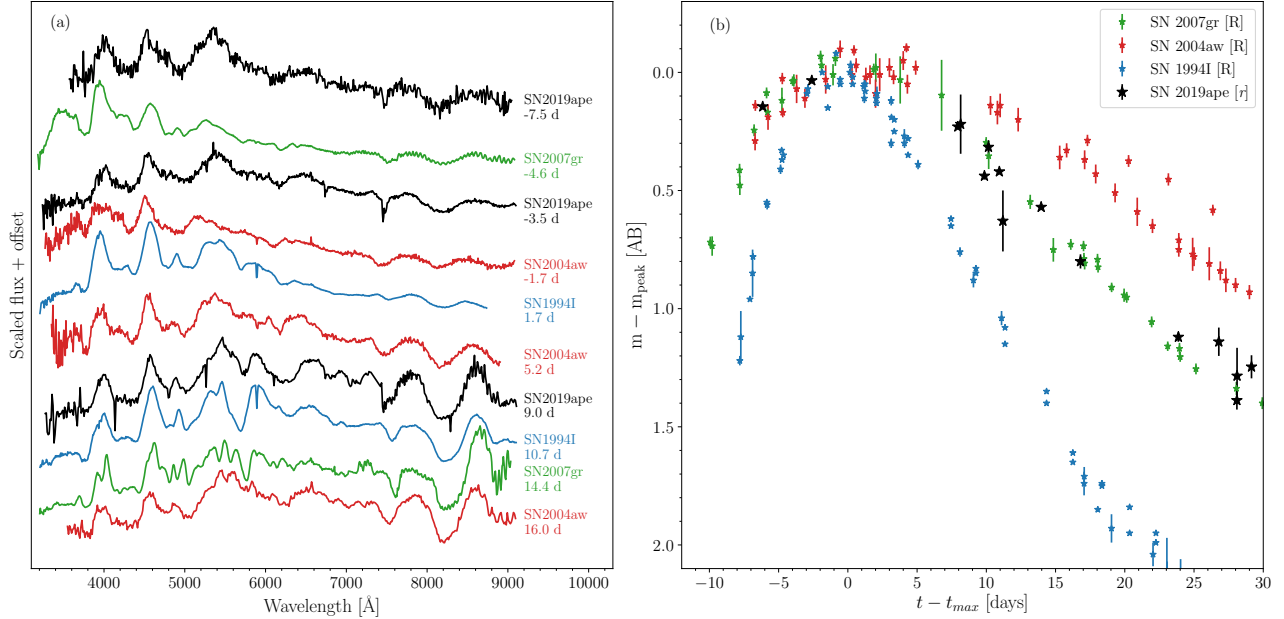 (a)
SN2019ape
-7.5 d
SN2007gr
-4.6 d
SN2019ape
-3.5 d
SN2004aw
-1.7 d
SN1994I
1.7 d
SN2004aw
5.2 d
SN2019ape
9.0 d
SN1994I
10.7 d
SN2007gr
14.4 d
SN2004aw
16.0 d
Scaled flux + offset
4000 5000 6000 7000 8000 9000 10000
Wavelength [Å]
(b)
SN 2007gr [R]
SN 2004aw [R]
SN 1994I [R]
SN 2019ape [r]
0.0
0.5
1.0
1.5
2.0
m − m_peak [AB]
−10 −5 0 5 10 15 20 25 30
t − t_max [days]